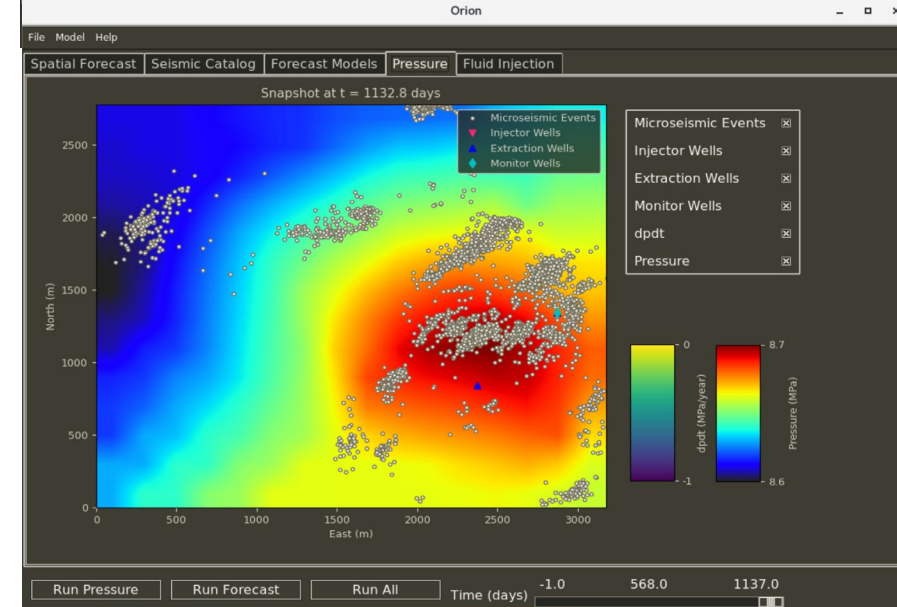 Orion
File Model Help
Spatial Forecast Seismic Catalog Forecast Models Pressure Fluid Injection
Snapshot at t = 1132.8 days
Microseismic Events
Injector Wells
Extraction Wells
Monitor Wells
2500
2000
1500
1000
500
0
North (m)
0 500 1000 1500 2000 2500 3000
East (m)
Microseismic Events
Injector Wells
Extraction Wells
Monitor Wells
dpdt
Pressure
0
-1
dpdt (MPa/year)
8.7
8.6
Pressure (MPa)
Run Pressure Run Forecast Run All
Time (days) -1.0 568.0 1137.0